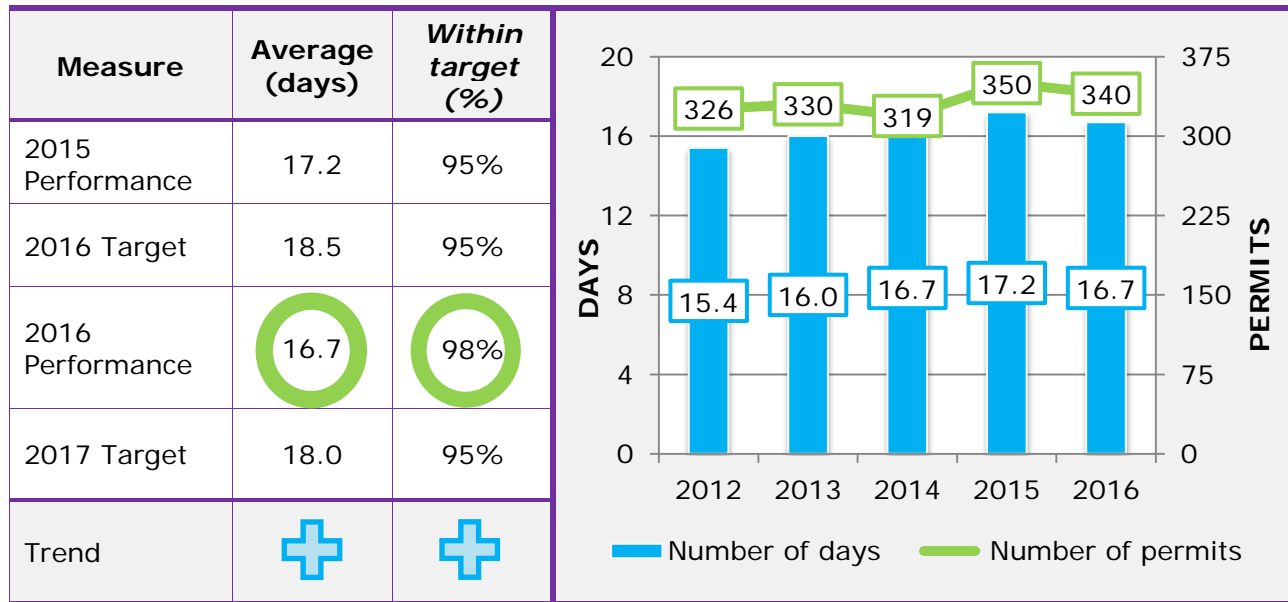 Measure
Average
(days)
Within
target
(%)
2015
Performance
17.2
95%
2016 Target
18.5
95%
2016
Performance
16.7
98%
2017 Target
18.0
95%
Trend
20
16
12
8
4
0
DAYS
326
330
319
350
340
15.4
16.0
16.7
17.2
16.7
375
300
225
150
75
0
PERMITS
2012
2013
2014
2015
2016
Number of days
Number of permits